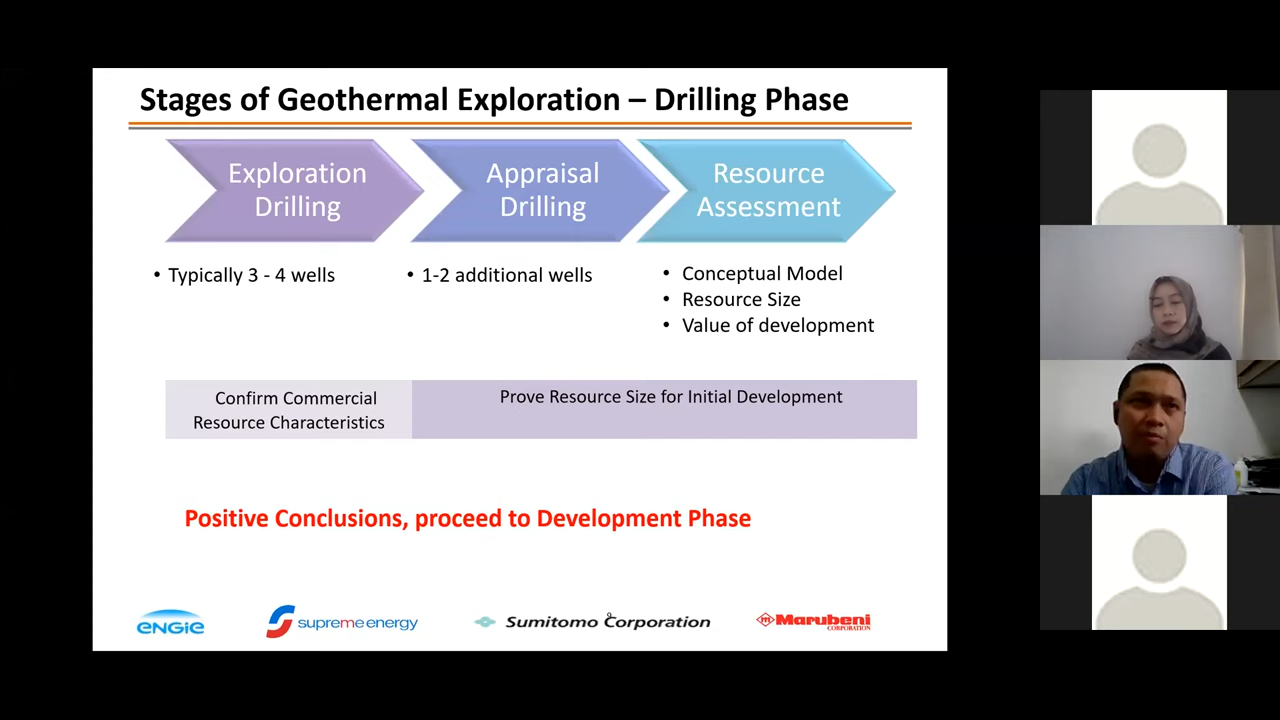 Stages of Geothermal Exploration – Drilling Phase
Exploration
Drilling
Appraisal
Drilling
Resource
Assessment
• Typically 3 - 4 wells
• 1-2 additional wells
• Conceptual Model
• Resource Size
• Value of development
Confirm Commercial
Resource Characteristics
Prove Resource Size for Initial Development
Positive Conclusions, proceed to Development Phase
ENGIE
supreme energy
Sumitomo Corporation
Marubeni
CORPORATION